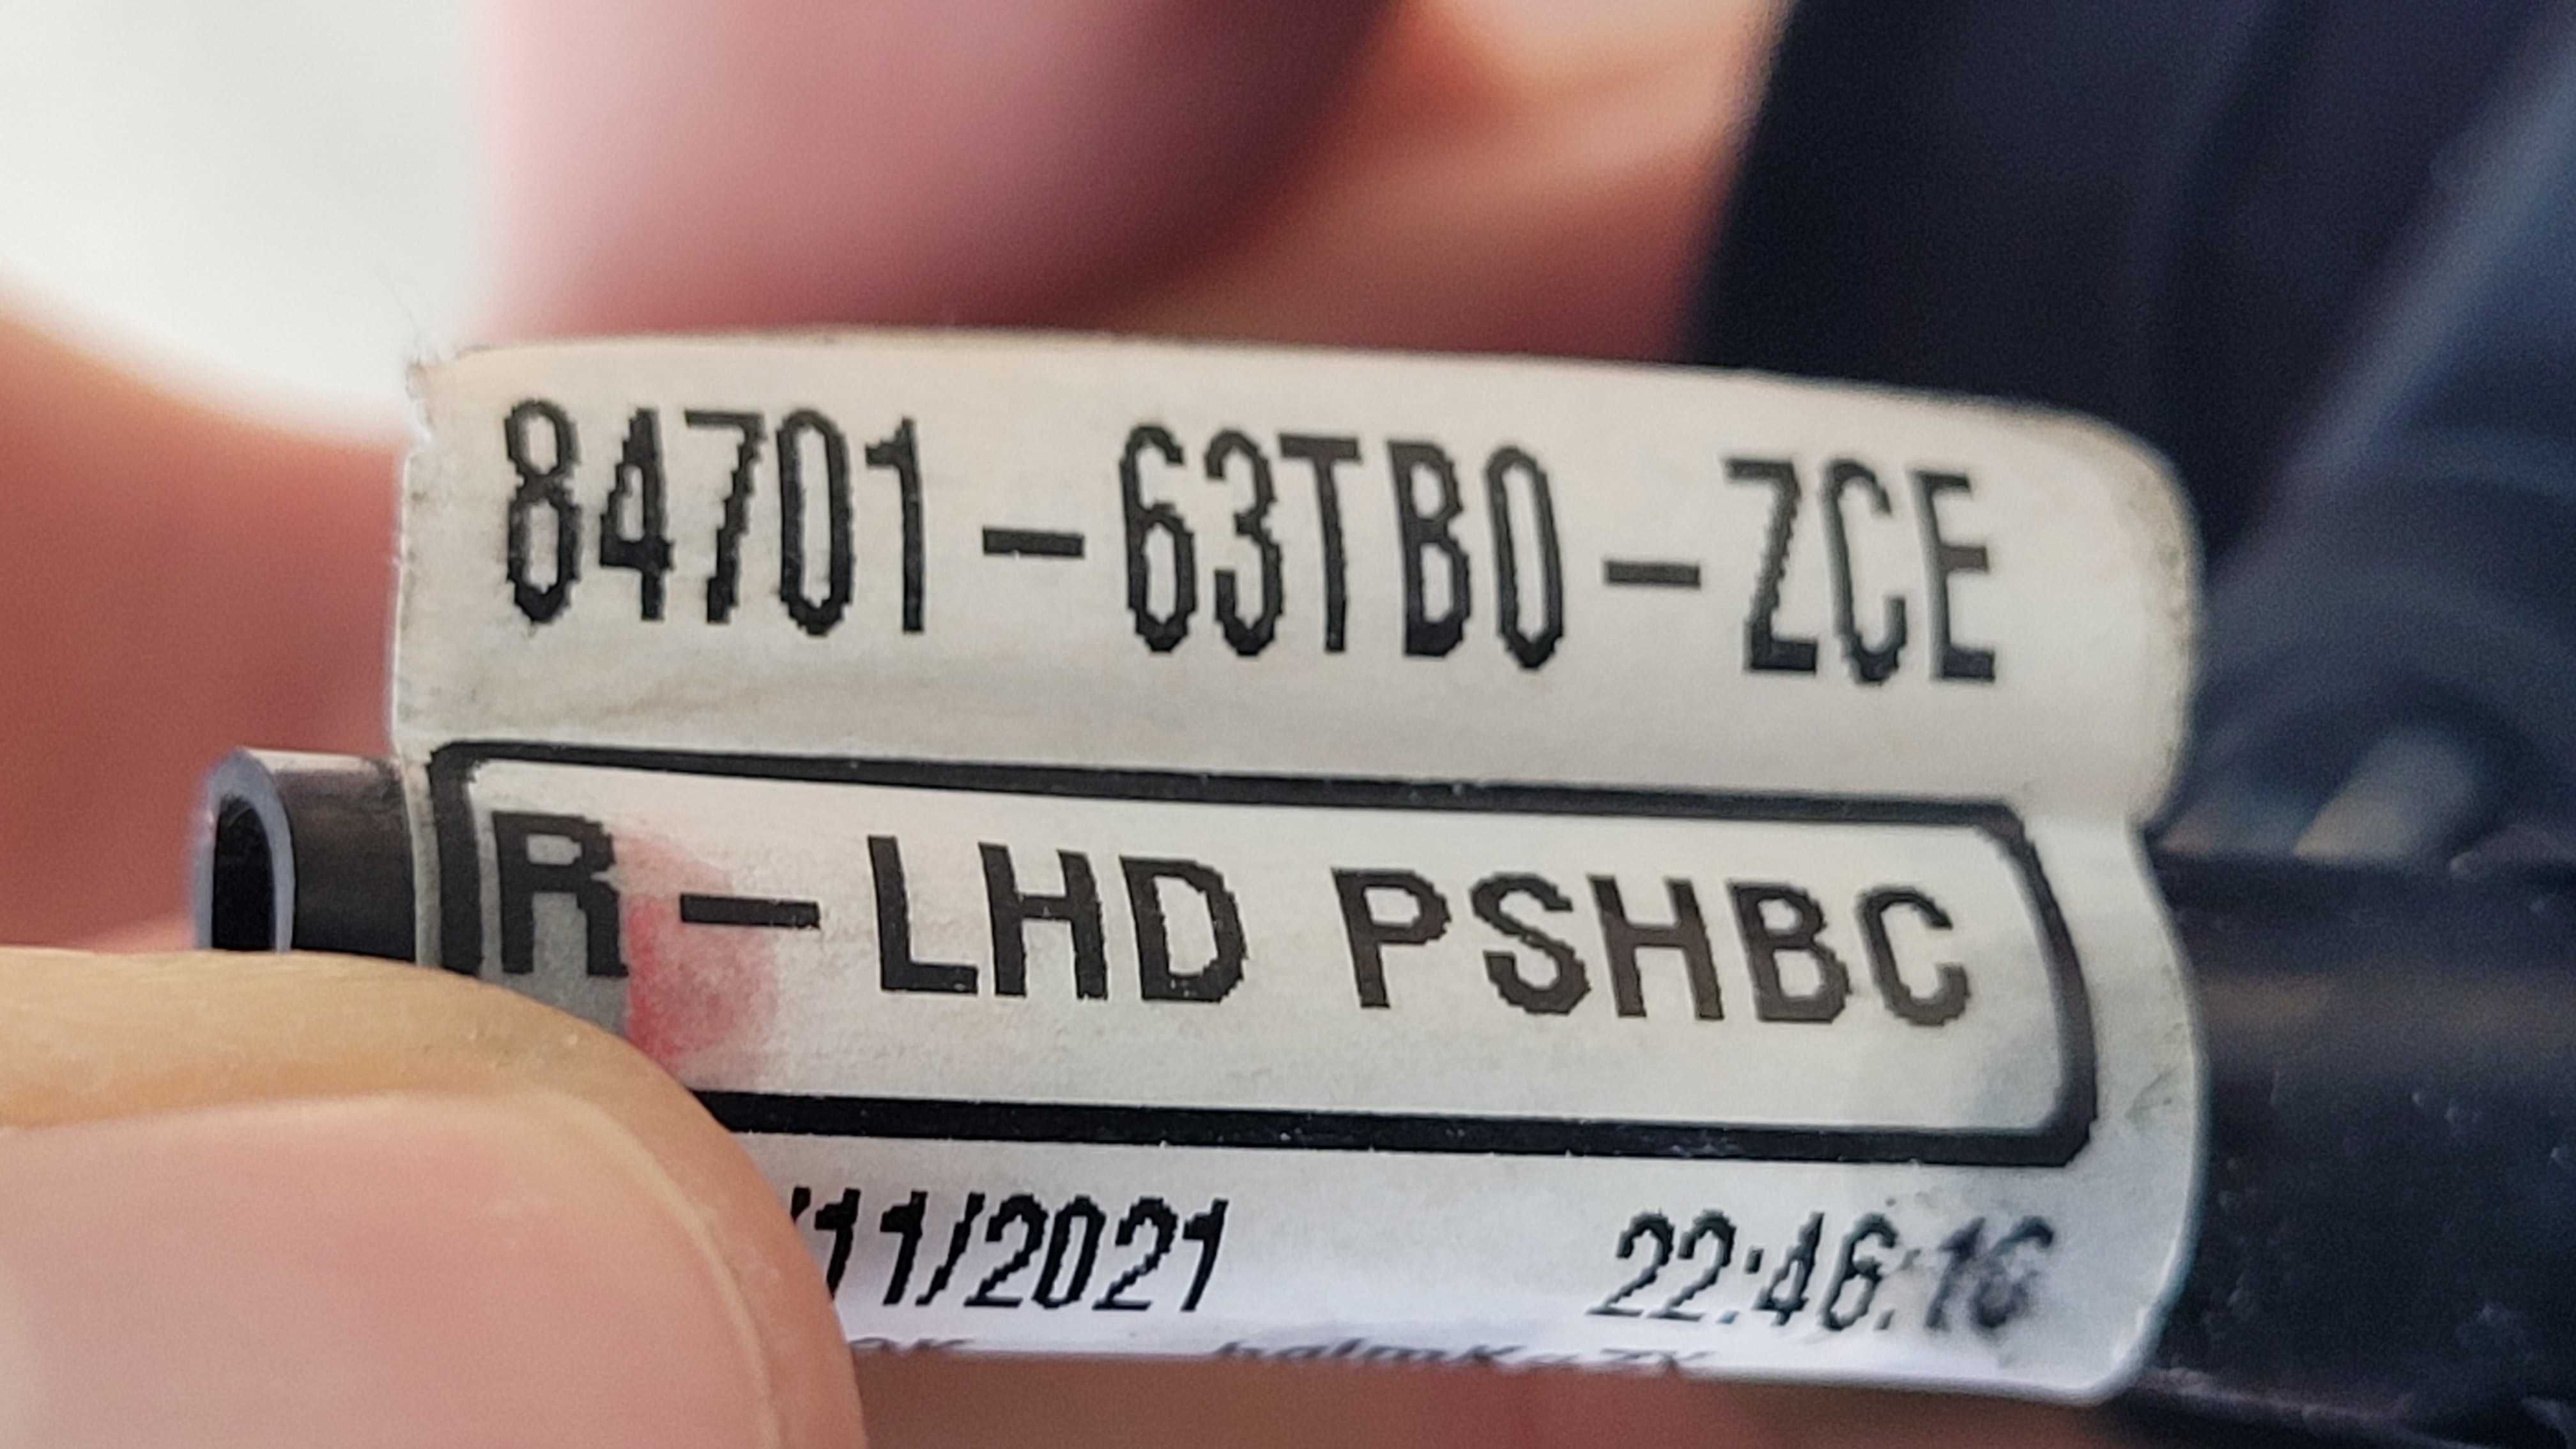 84701-63TB0-ZCE
R-LHD PSHBC
/11/2021 22:46:16